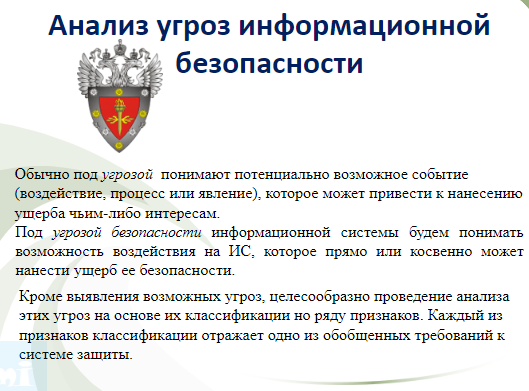 Анализ угроз информационной
безопасности
Обычно под угрозой понимают потенциально возможное событие
(воздействие, процесс или явление), которое может привести к нанесению
ущерба чьим-либо интересам.
Под угрозой безопасности информационной системы будем понимать
возможность воздействия на ИС, которое прямо или косвенно может
нанести ущерб ее безопасности.
Кроме выявления возможных угроз, целесообразно проведение анализа
этих угроз на основе их классификации но ряду признаков. Каждый из
признаков классификации отражает одно из обобщенных требований к
системе защиты.